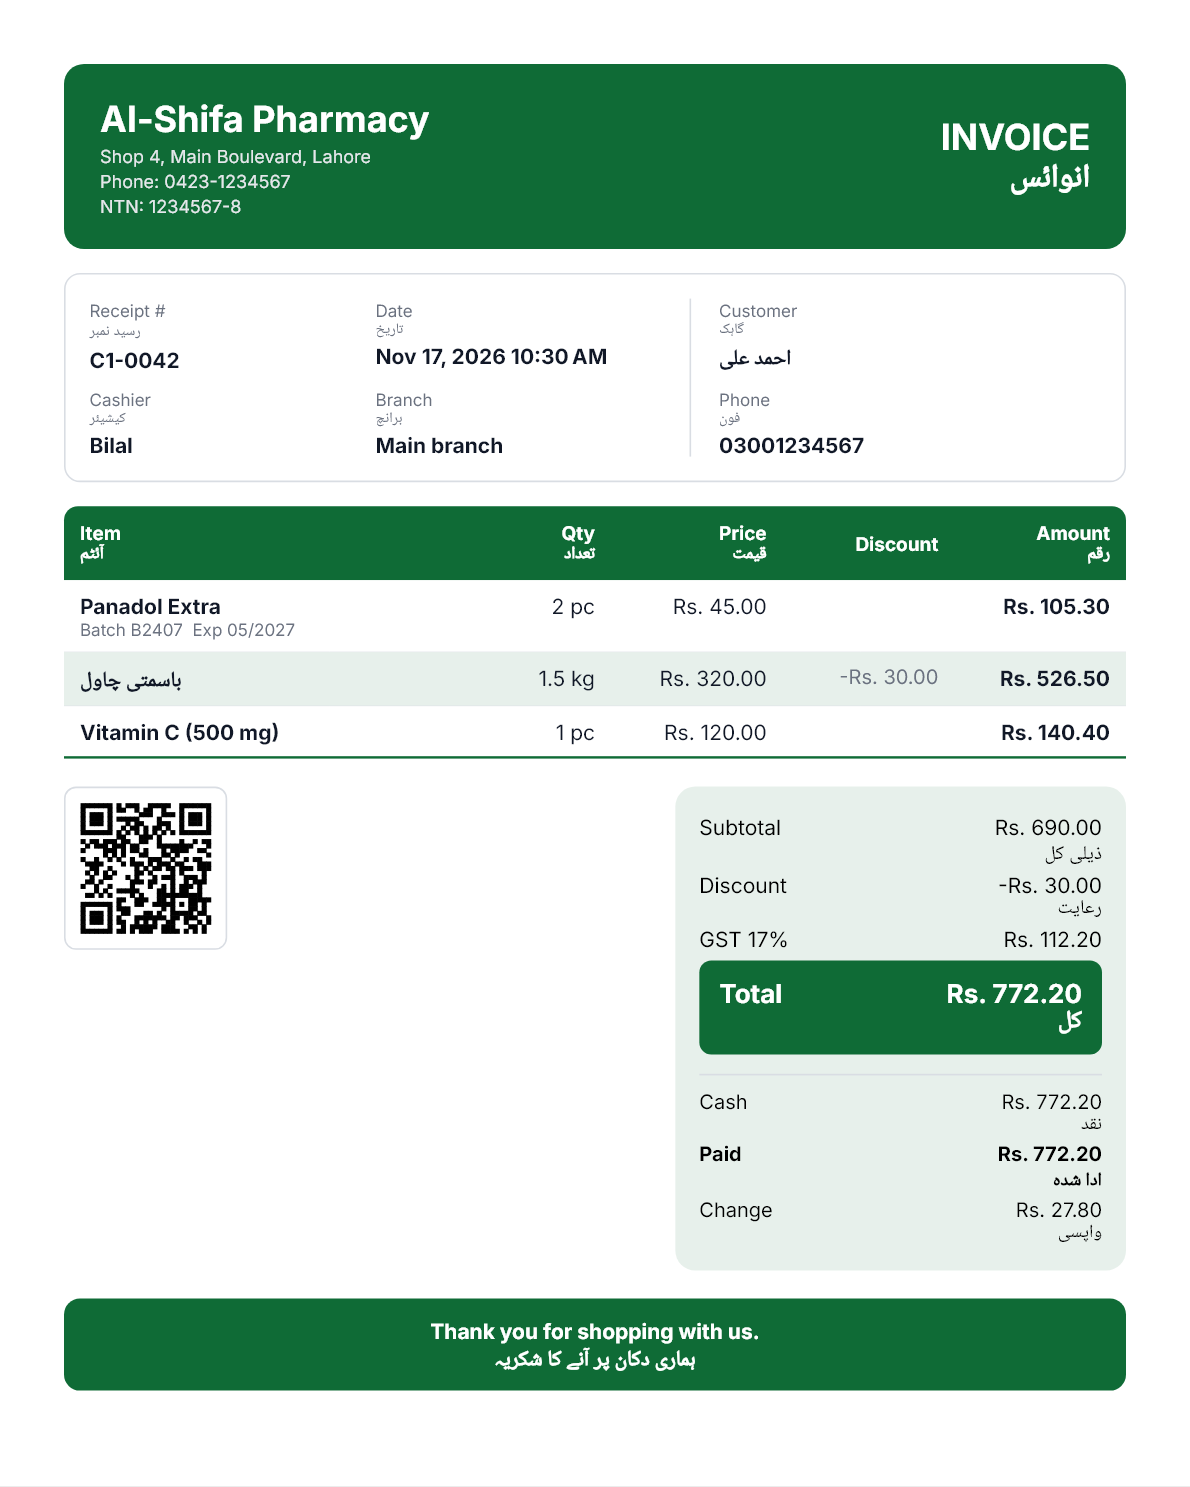 Al-Shifa Pharmacy
Shop 4, Main Boulevard, Lahore
Phone: 0423-1234567
NTN: 1234567-8
INVOICE
انوائس
Receipt #
رسید نمبر
C1-0042
Date
تاریخ
Nov 17, 2026 10:30 AM
Customer
گاہک
احمد علی
Cashier
کیشیئر
Bilal
Branch
برانچ
Main branch
Phone
فون
03001234567
Item Qty Price Discount Amount
آئٹم تعداد قیمت رقم
Panadol Extra 2 pc Rs. 45.00 Rs. 105.30
Batch B2407 Exp 05/2027
باسمتی چاول 1.5 kg Rs. 320.00 -Rs. 30.00 Rs. 526.50
Vitamin C (500 mg) 1 pc Rs. 120.00 Rs. 140.40
Subtotal Rs. 690.00
ذیلی کل
Discount -Rs. 30.00
رعایت
GST 17% Rs. 112.20
Total Rs. 772.20
کل
Cash Rs. 772.20
نقد
Paid Rs. 772.20
ادا شدہ
Change Rs. 27.80
واپسی
Thank you for shopping with us.
ہماری دکان پر آنے کا شکریہ